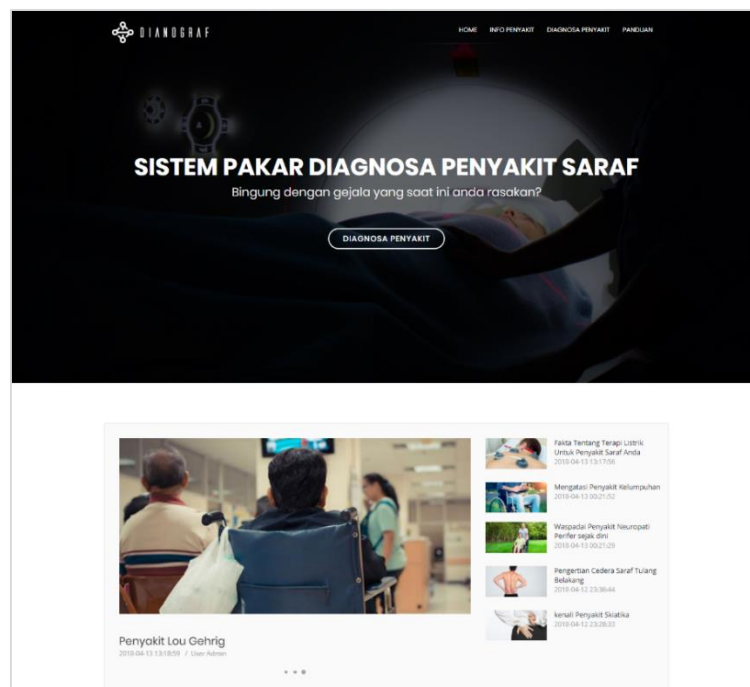 DIANOGRAF
HOME INFO PENYAKIT DIAGNOSA PENYAKIT PANDUAN
SISTEM PAKAR DIAGNOSA PENYAKIT SARAF
Bingung dengan gejala yang saat ini anda rasakan?
DIAGNOSA PENYAKIT
Penyakit Lou Gehrig
2018-04-13 13:18:59 / User Admin
Fakta Tentang Terapi Listrik
Untuk Penyakit Saraf Anda
2018-04-13 13:17:56
Mengatasi Penyakit Kelumpuhan
2018-04-13 00:21:52
Waspadai Penyakit Neuropati
Perifer sejak dini
2018-04-13 00:21:29
Pengertian Cedera Saraf Tulang
Belakang
2018-04-12 23:36:44
kenali Penyakit Skiatika
2018-04-12 23:28:33